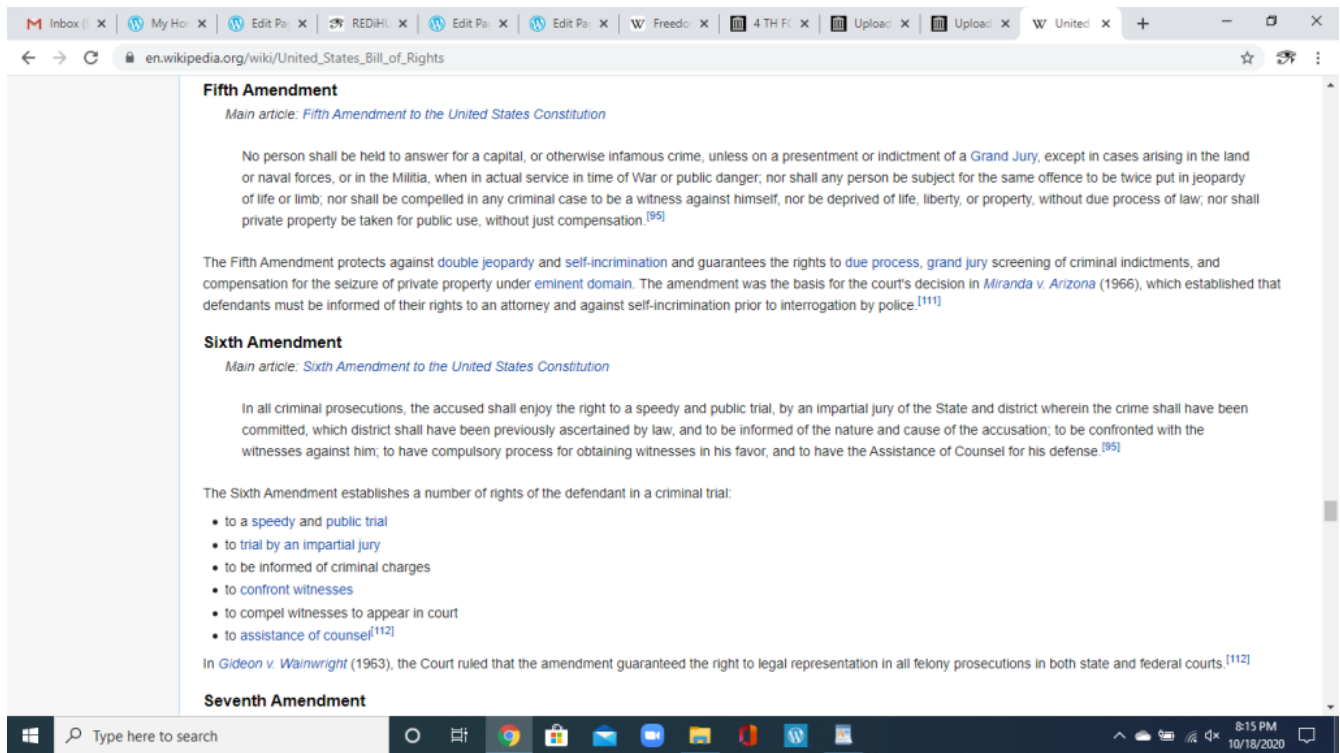 Inbox (
My Ho
Edit Pa
REDiHU
Edit Pa
Edit Pa
Freedo
4 TH F
Upload
Upload
United
en.wikipedia.org/wiki/United_States_Bill_of_Rights
Fifth Amendment
Main article: Fifth Amendment to the United States Constitution
No person shall be held to answer for a capital, or otherwise infamous crime, unless on a presentment or indictment of a Grand Jury, except in cases arising in the land
or naval forces, or in the Militia, when in actual service in time of War or public danger; nor shall any person be subject for the same offence to be twice put in jeopardy
of life or limb; nor shall be compelled in any criminal case to be a witness against himself, nor be deprived of life, liberty, or property, without due process of law; nor shall
private property be taken for public use, without just compensation.[95]
The Fifth Amendment protects against double jeopardy and self-incrimination and guarantees the rights to due process, grand jury screening of criminal indictments, and
compensation for the seizure of private property under eminent domain. The amendment was the basis for the court's decision in Miranda v. Arizona (1966), which established that
defendants must be informed of their rights to an attorney and against self-incrimination prior to interrogation by police.[111]
Sixth Amendment
Main article: Sixth Amendment to the United States Constitution
In all criminal prosecutions, the accused shall enjoy the right to a speedy and public trial, by an impartial jury of the State and district wherein the crime shall have been
committed, which district shall have been previously ascertained by law, and to be informed of the nature and cause of the accusation; to be confronted with the
witnesses against him; to have compulsory process for obtaining witnesses in his favor, and to have the Assistance of Counsel for his defense.[95]
The Sixth Amendment establishes a number of rights of the defendant in a criminal trial:
• to a speedy and public trial
• to trial by an impartial jury
• to be informed of criminal charges
• to confront witnesses
• to compel witnesses to appear in court
• to assistance of counsel[112]
In Gideon v. Wainwright (1963), the Court ruled that the amendment guaranteed the right to legal representation in all felony prosecutions in both state and federal courts.[112]
Seventh Amendment
Type here to search
8:15 PM
10/18/2020